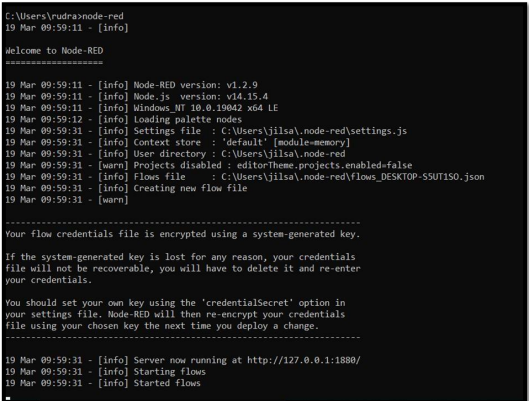 C:\Users\rudra>node-red
19 Mar 09:59:11 - [info]
Welcome to Node-RED
===================
19 Mar 09:59:11 - [info] Node-RED version: v1.2.9
19 Mar 09:59:11 - [info] Node.js  version: v14.15.4
19 Mar 09:59:11 - [info] Windows_NT 10.0.19042 x64 LE
19 Mar 09:59:12 - [info] Loading palette nodes
19 Mar 09:59:31 - [info] Settings file  : C:\Users\jilsa\.node-red\settings.js
19 Mar 09:59:31 - [info] Context store  : 'default' [module=memory]
19 Mar 09:59:31 - [info] User directory : C:\Users\jilsa\.node-red
19 Mar 09:59:31 - [warn] Projects disabled : editorTheme.projects.enabled=false
19 Mar 09:59:31 - [info] Flows file     : C:\Users\jilsa\.node-red\flows_DESKTOP-S5UT1SO.json
19 Mar 09:59:31 - [info] Creating new flow file
19 Mar 09:59:31 - [warn]
---------------------------------------------------------------------
Your flow credentials file is encrypted using a system-generated key.
If the system-generated key is lost for any reason, your credentials
file will not be recoverable, you will have to delete it and re-enter
your credentials.
You should set your own key using the 'credentialSecret' option in
your settings file. Node-RED will then re-encrypt your credentials
file using your chosen key the next time you deploy a change.
---------------------------------------------------------------------
19 Mar 09:59:31 - [info] Server now running at http://127.0.0.1:1880/
19 Mar 09:59:31 - [info] Starting flows
19 Mar 09:59:31 - [info] Started flows